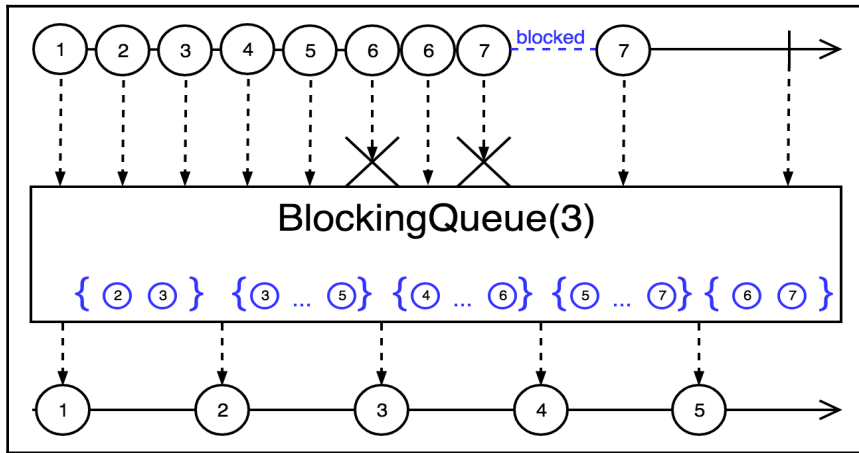 blocked
1 2 3 4 5 6 6 7 7
BlockingQueue(3)
{ 2 3 } { 3 ... 5 } { 4 ... 6 } { 5 ... 7 } { 6 7 }
1 2 3 4 5